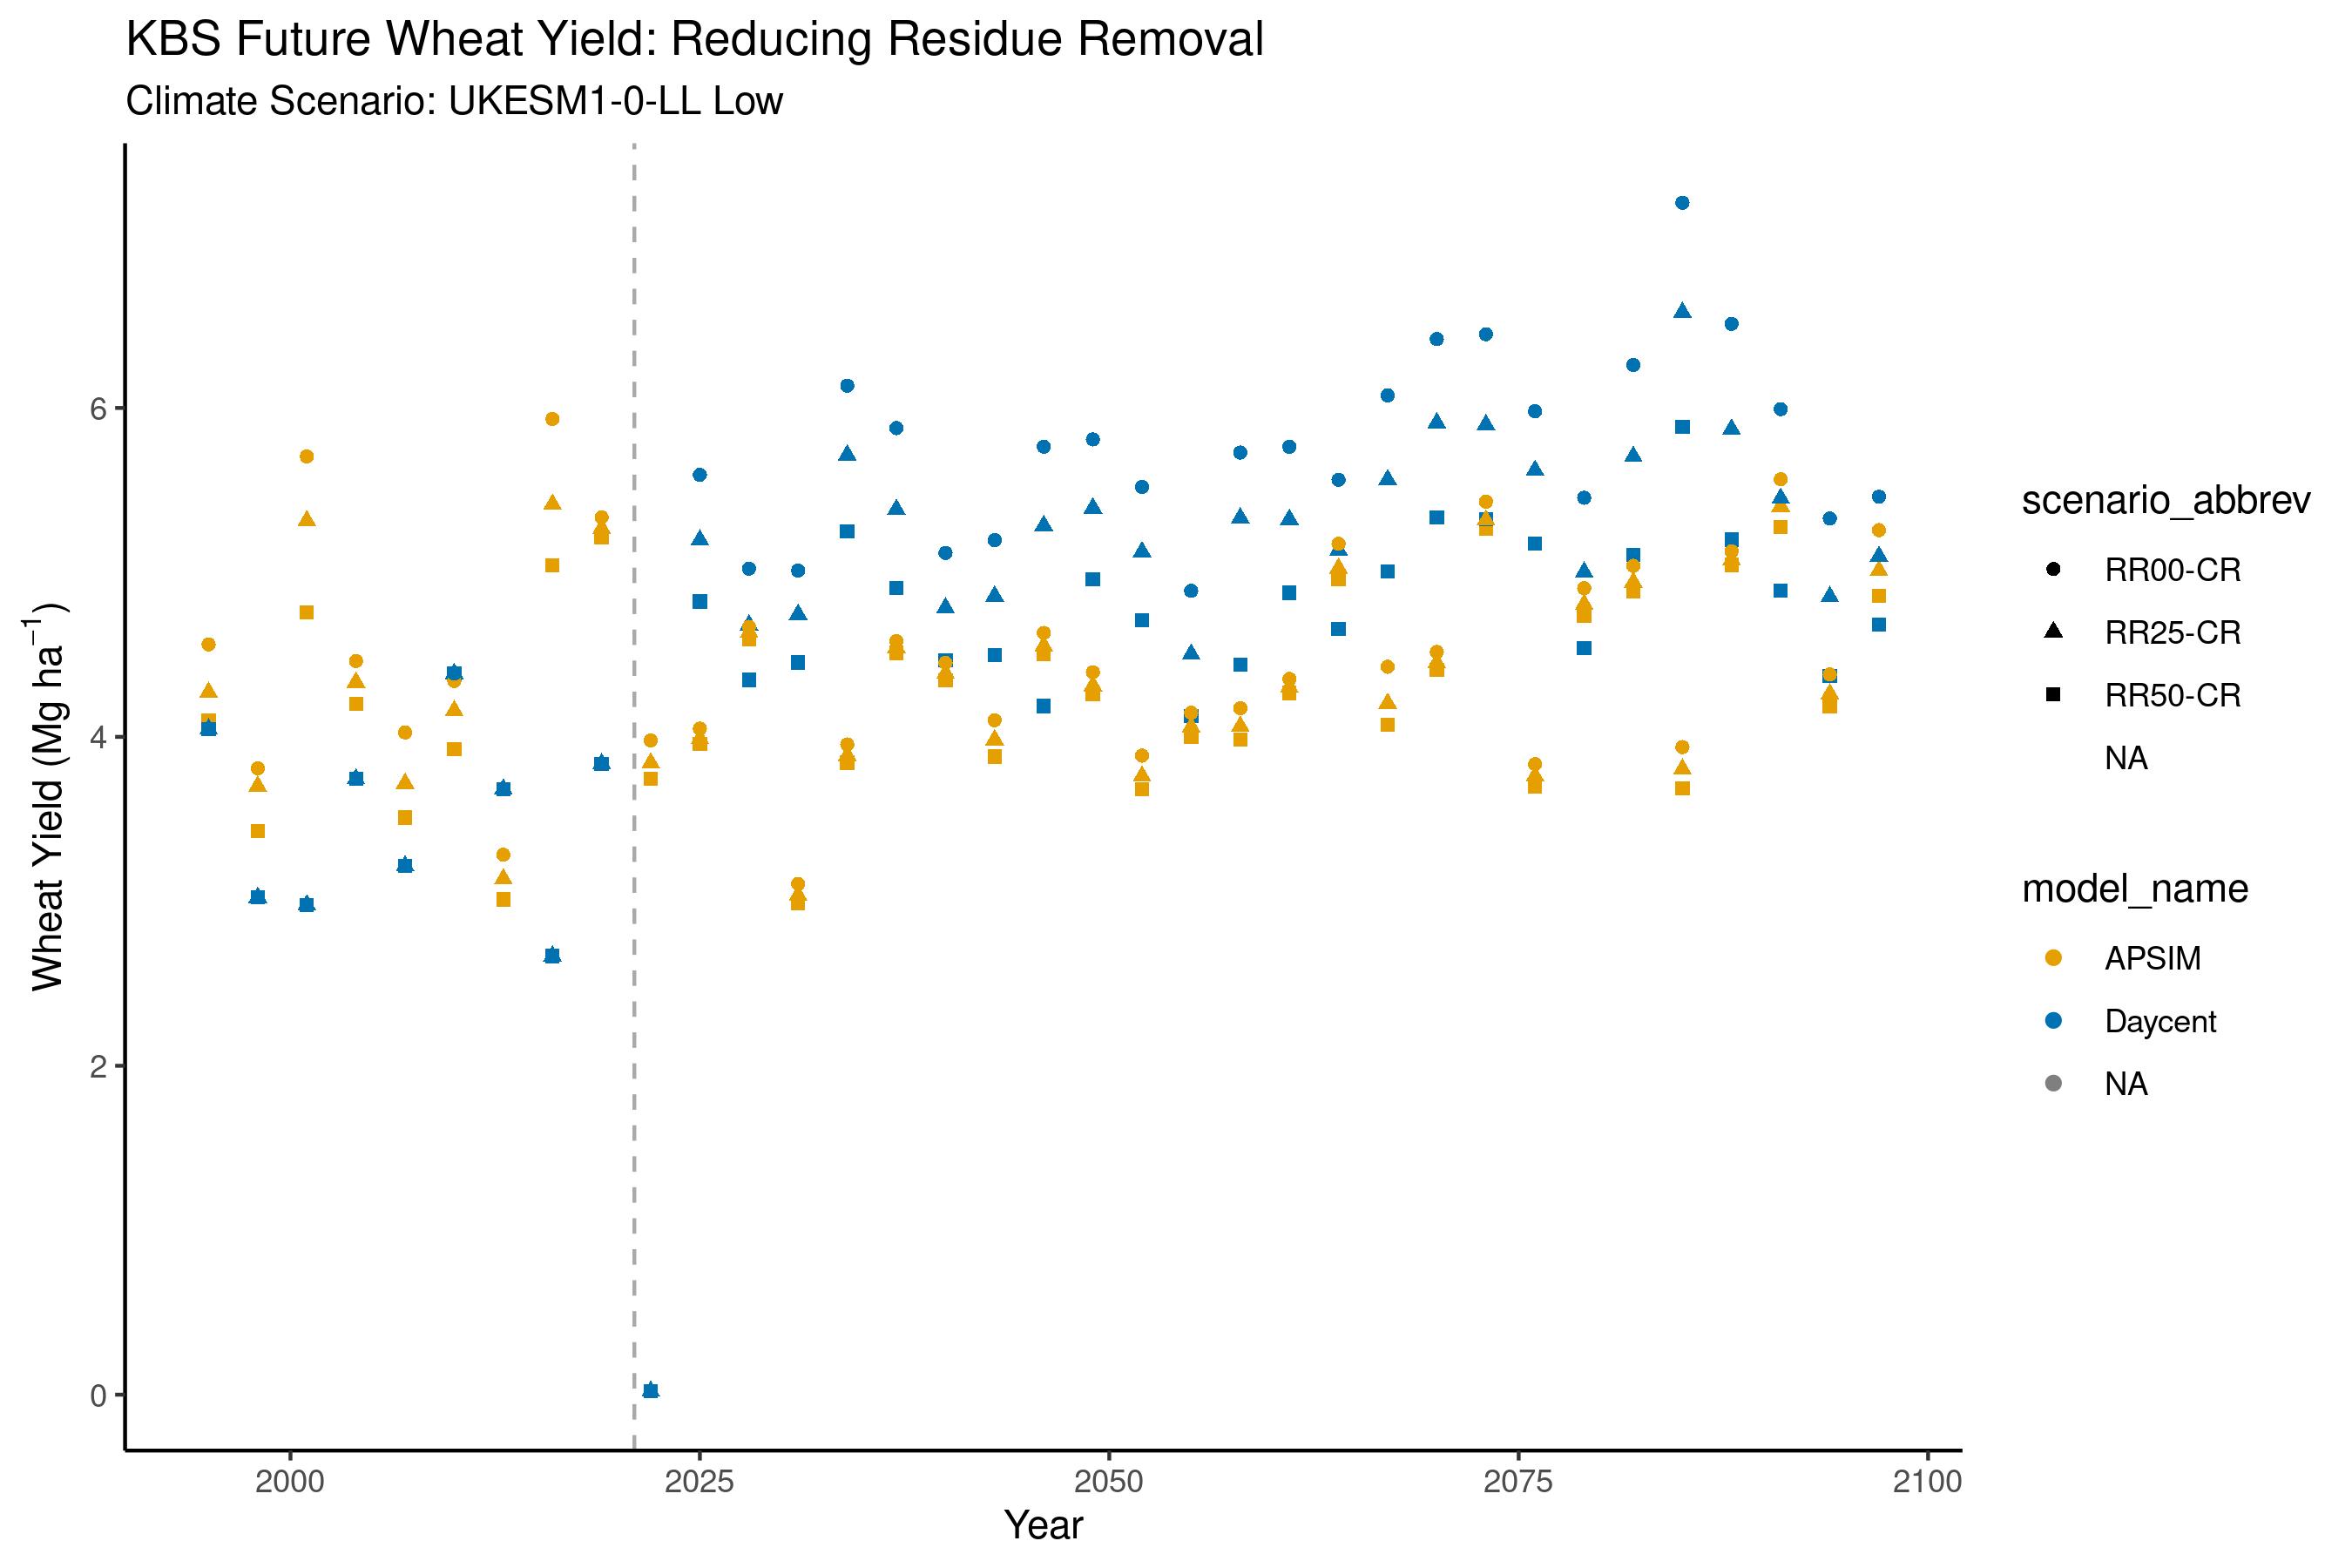 KBS Future Wheat Yield: Reducing Residue Removal
Climate Scenario: UKESM1-0-LL Low
Wheat Yield (Mg ha⁻¹)
6
4
2
0
2000
2025
2050
2075
2100
Year
scenario_abbrev
RR00-CR
RR25-CR
RR50-CR
NA
model_name
APSIM
Daycent
NA